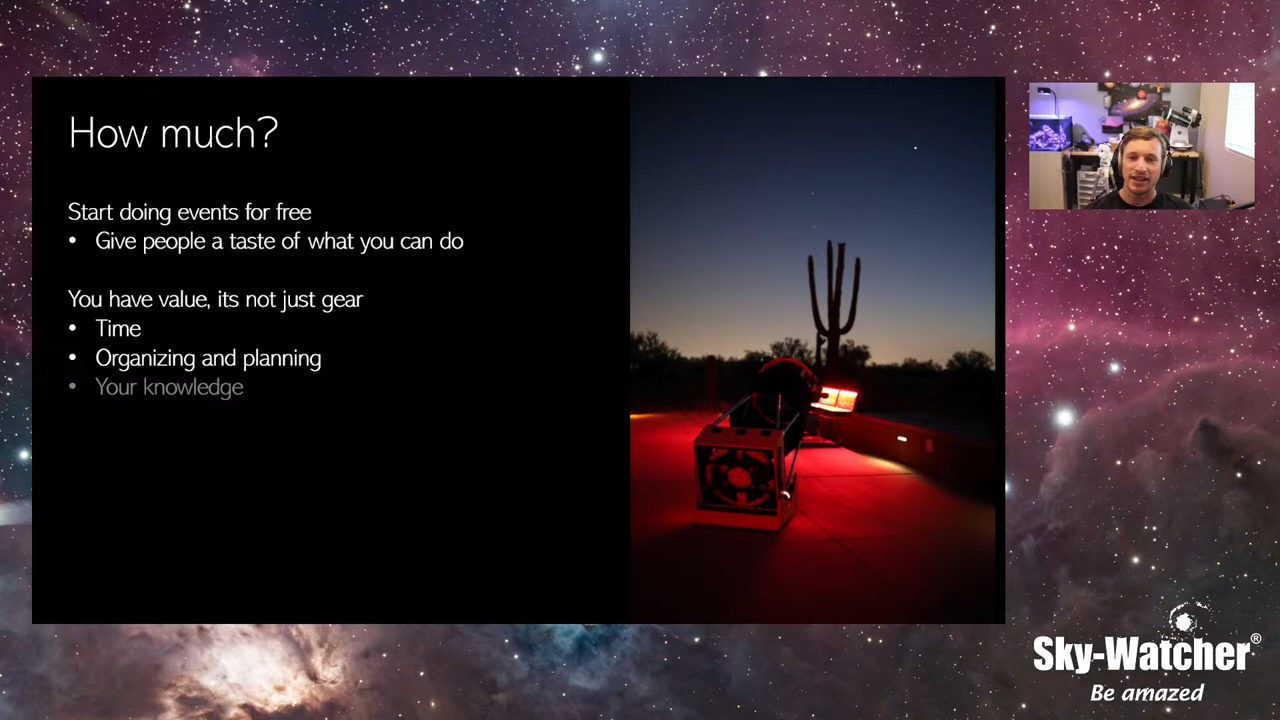 How much?
Start doing events for free
• Give people a taste of what you can do
You have value, its not just gear
• Time
• Organizing and planning
• Your knowledge
Sky-Watcher®
Be amazed